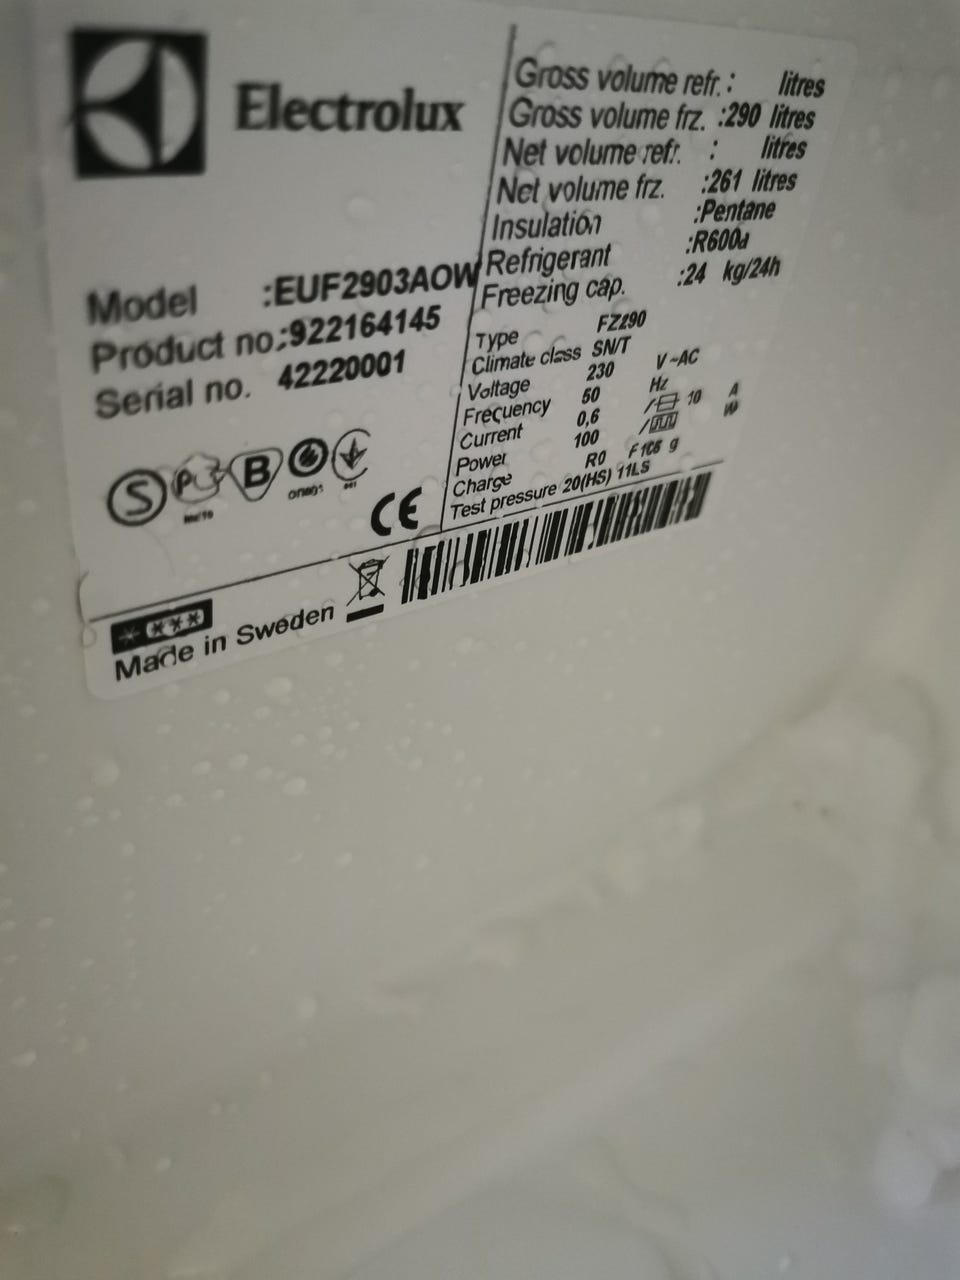 Electrolux
Model :EUF2903AOW
Product no.:922164145
Serial no. 42220001
S
P
B
CE
Made in Sweden
Gross volume refr. : litres
Gross volume frz. :290 litres
Net volume refr. : litres
Net volume frz. :261 litres
Insulation :Pentane
Refrigerant :R600a
Freezing cap. :24 kg/24h
Type FZ290
Climate class SN/T
Voltage 230 V~AC
Frequency 50 Hz
Current 0,6 / 10 A
Power 100 / W
Charge R0 F g
Test pressure 20(HS) 11LS